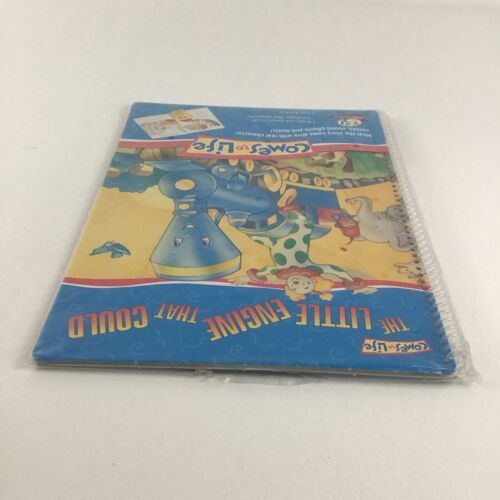 COMES TO LIFE
THE LITTLE ENGINE THAT COULD
COMES TO LIFE
Hear the story come alive with real character
voices, sound effects and music!